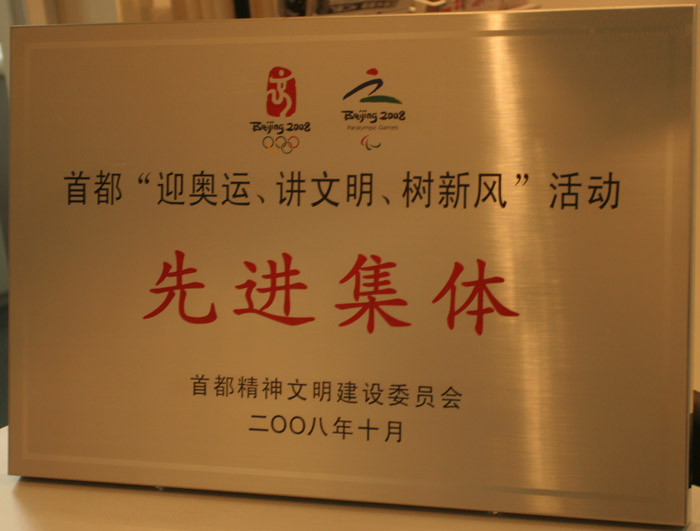 Beijing 2008
Beijing 2008
Paralympic Games
首都“迎奥运、讲文明、树新风”活动
先进集体
首都精神文明建设委员会
二〇〇八年十月